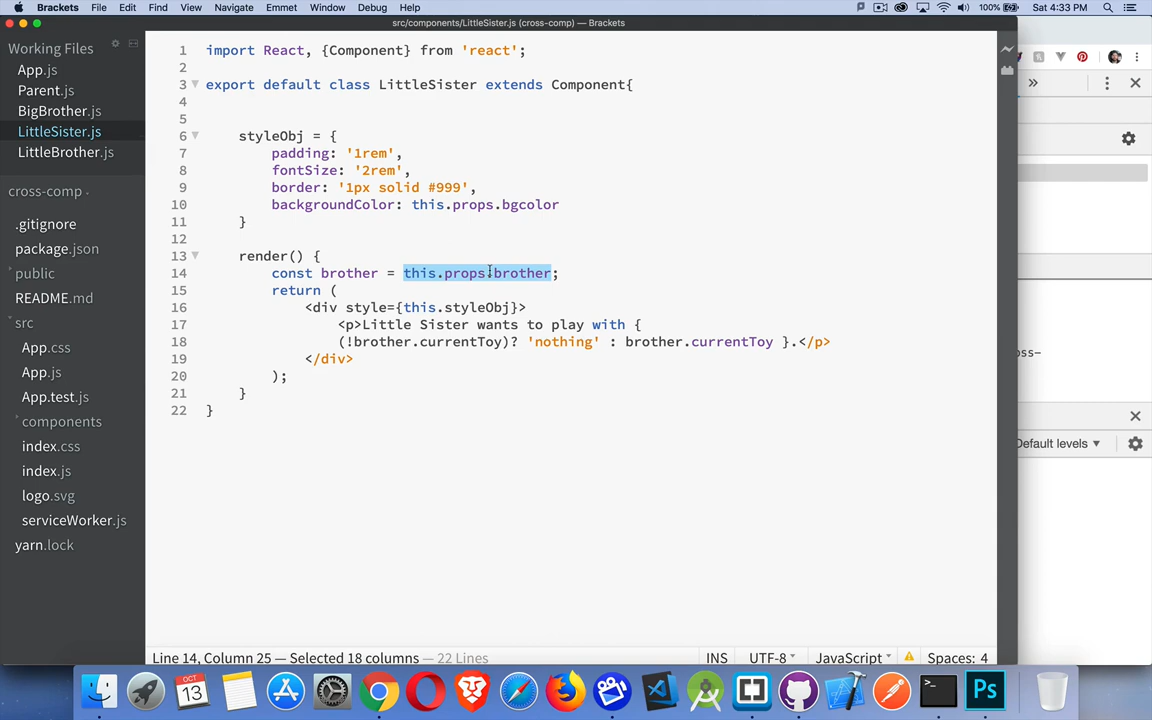 Brackets File Edit Find View Navigate Emmet Window Debug Help 100% Sat 4:33 PM
src/components/LittleSister.js (cross-comp) — Brackets
Working Files
App.js
Parent.js
BigBrother.js
LittleSister.js
LittleBrother.js
cross-comp
.gitignore
package.json
public
README.md
src
App.css
App.js
App.test.js
components
index.css
index.js
logo.svg
serviceWorker.js
yarn.lock
1 import React, {Component} from 'react';
2
3 export default class LittleSister extends Component{
4
5
6 styleObj = {
7 padding: '1rem',
8 fontSize: '2rem',
9 border: '1px solid #999',
10 backgroundColor: this.props.bgcolor
11 }
12
13 render() {
14 const brother = this.props.brother;
15 return (
16 <div style={this.styleObj}>
17 <p>Little Sister wants to play with {
18 (!brother.currentToy)? 'nothing' : brother.currentToy }.</p>
19 </div>
20 );
21 }
22 }
Line 14, Column 25 — Selected 18 columns — 22 Lines
INS UTF-8 JavaScript Spaces: 4
»
oss-
Default levels
13
>_
Ps